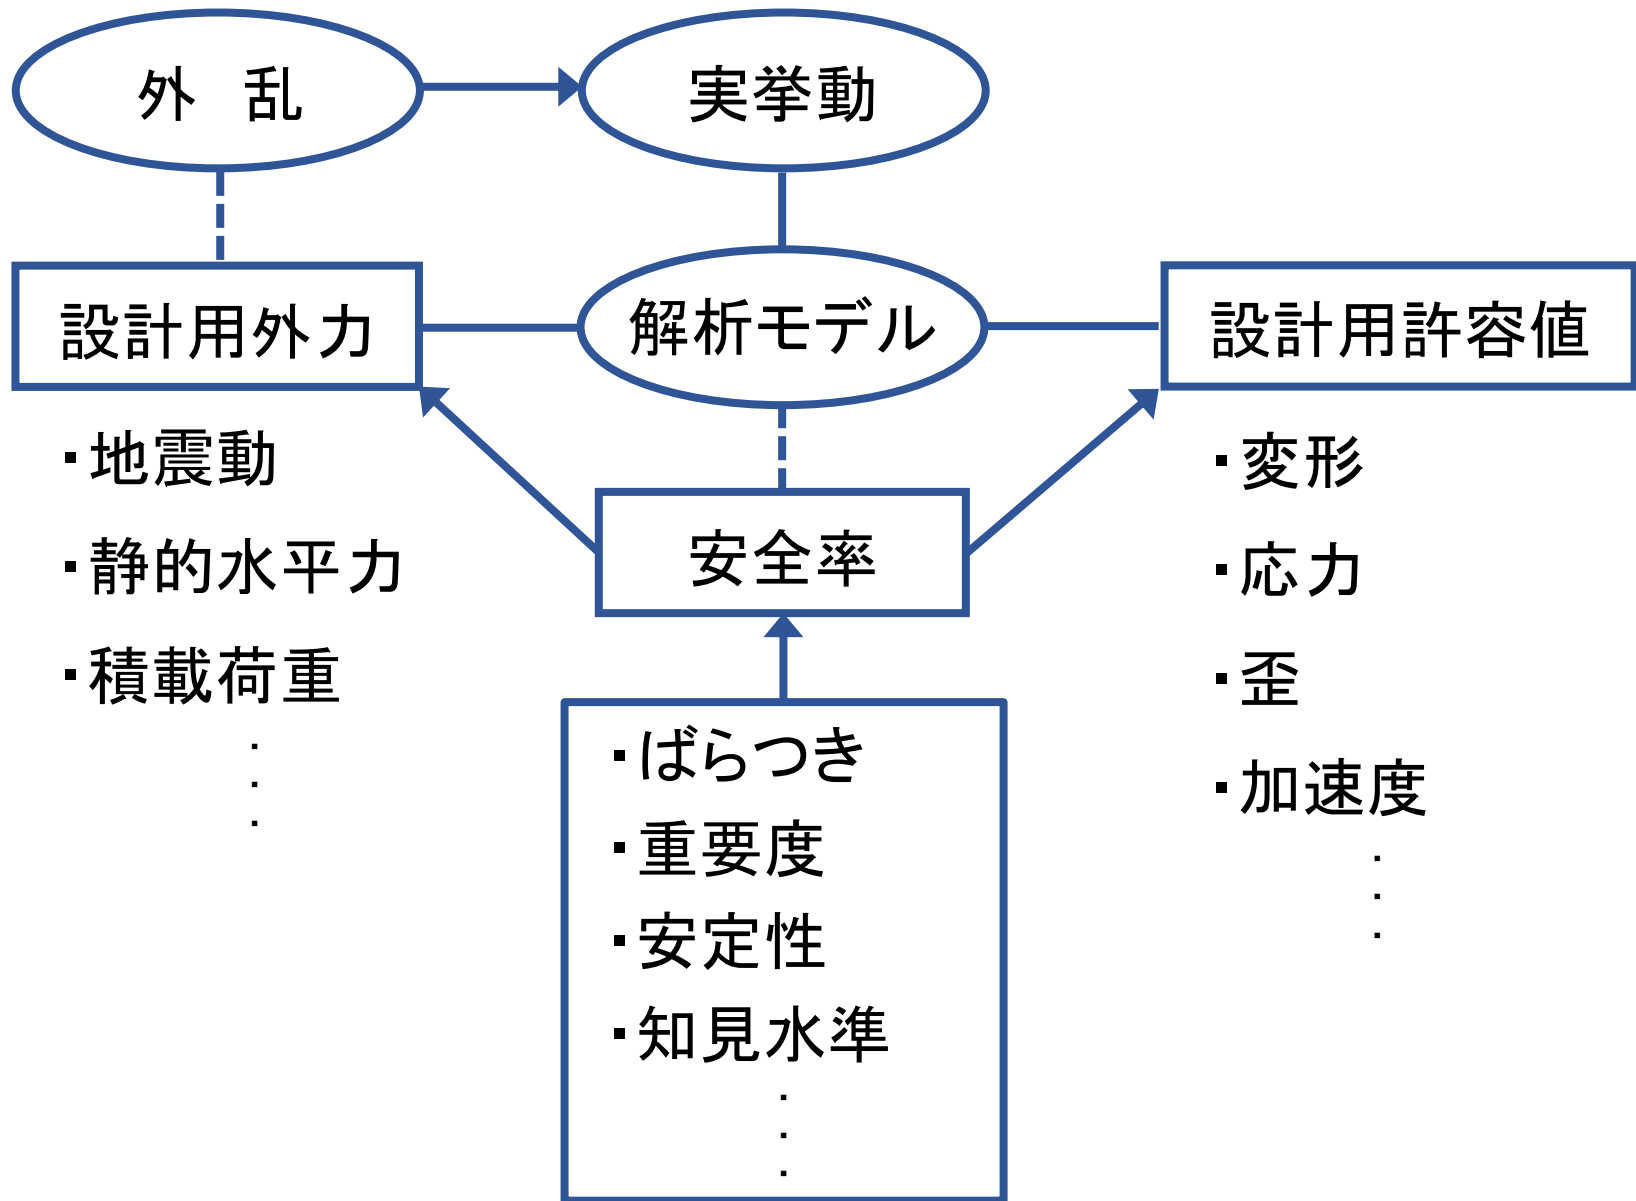 外 乱
実挙動
設計用外力
解析モデル
設計用許容値
・地震動
・静的水平力
・積載荷重
・
・
・
安全率
・変形
・応力
・歪
・加速度
・
・
・
・ばらつき
・重要度
・安定性
・知見水準
・
・
・